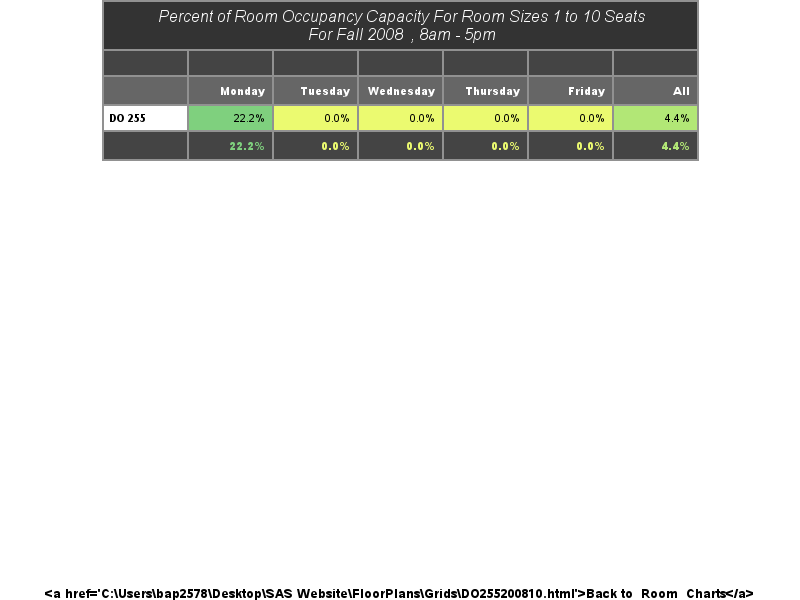 Percent of Room Occupancy Capacity For Room Sizes 1 to 10 Seats
For Fall 2008 , 8am - 5pm
Monday Tuesday Wednesday Thursday Friday All
DO 255 22.2% 0.0% 0.0% 0.0% 0.0% 4.4%
22.2% 0.0% 0.0% 0.0% 0.0% 4.4%
<a href='C:\Users\bap2578\Desktop\SAS Website\FloorPlans\Grids\DO255200810.html'>Back to Room Charts</a>